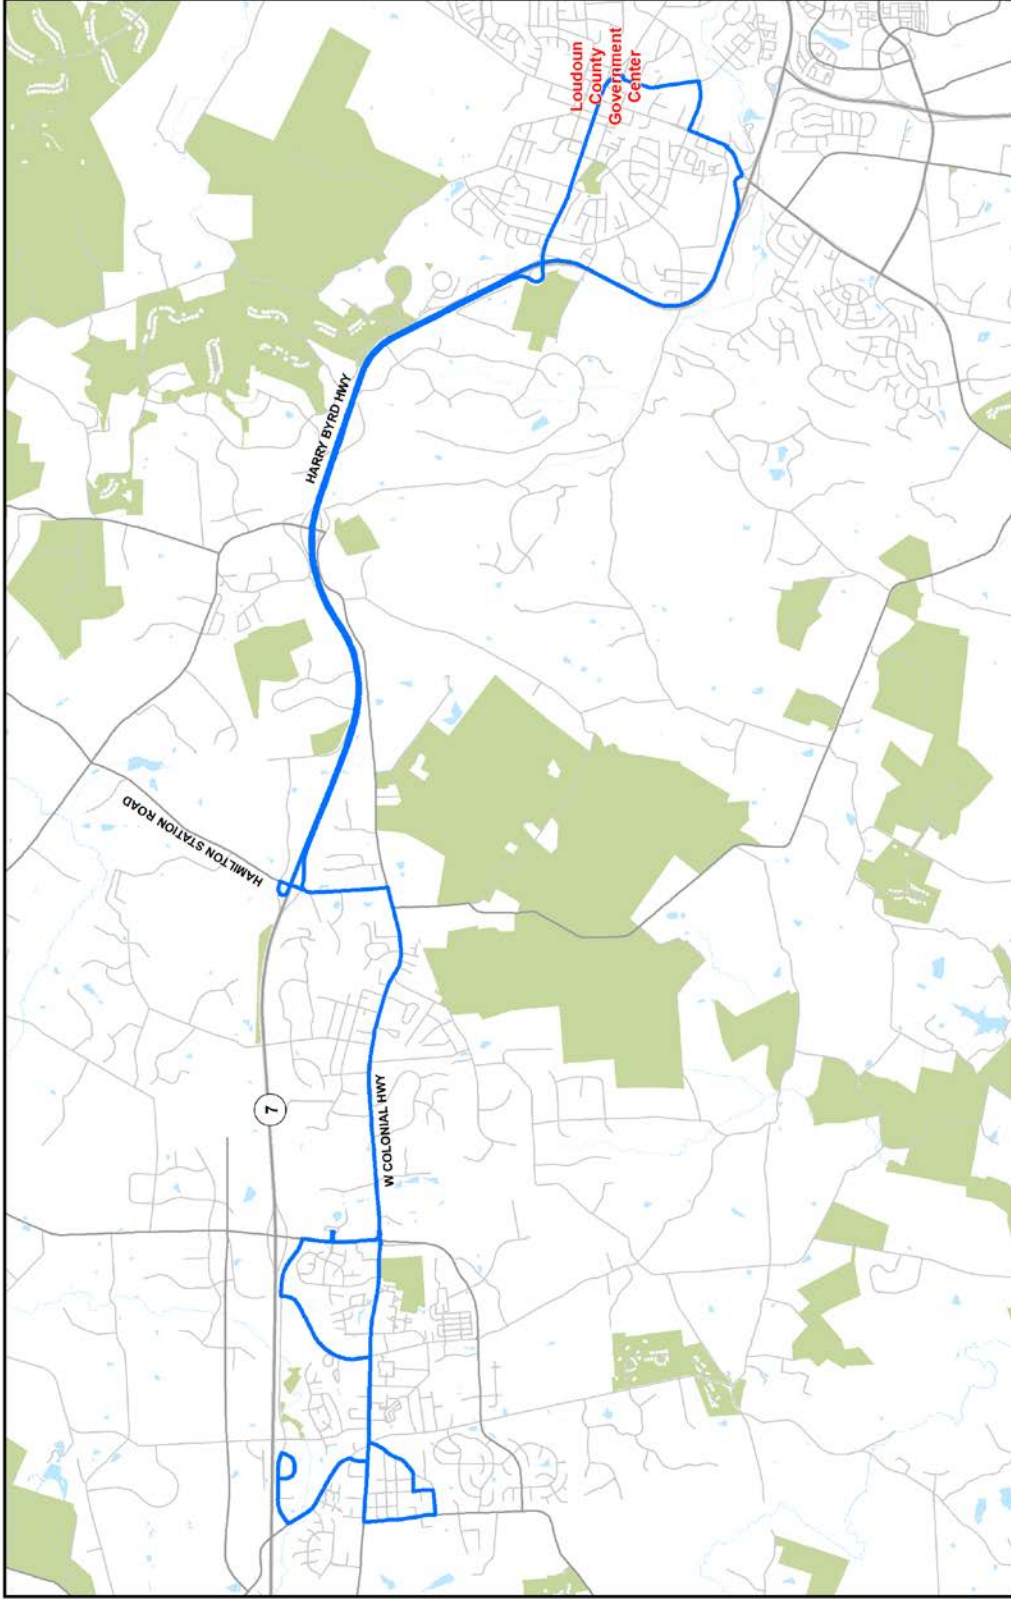 Loudoun
County
Government
Center
HARRY BYRD HWY
HAMILTON STATION ROAD
7
W COLONIAL HWY